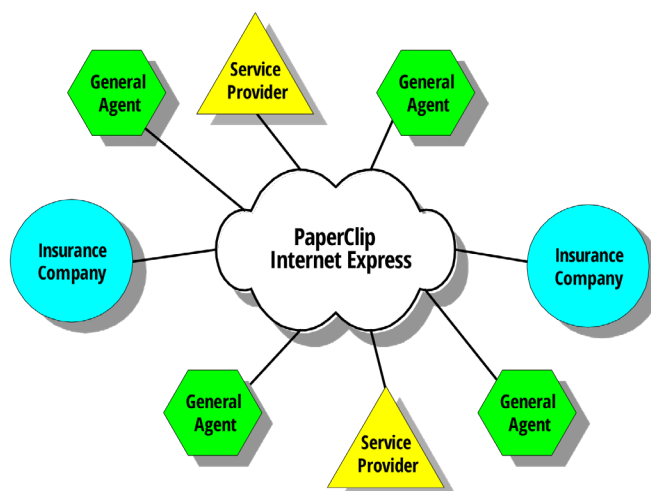 General
Agent
Service
Provider
General
Agent
Insurance
Company
PaperClip
Internet Express
Insurance
Company
General
Agent
Service
Provider
General
Agent